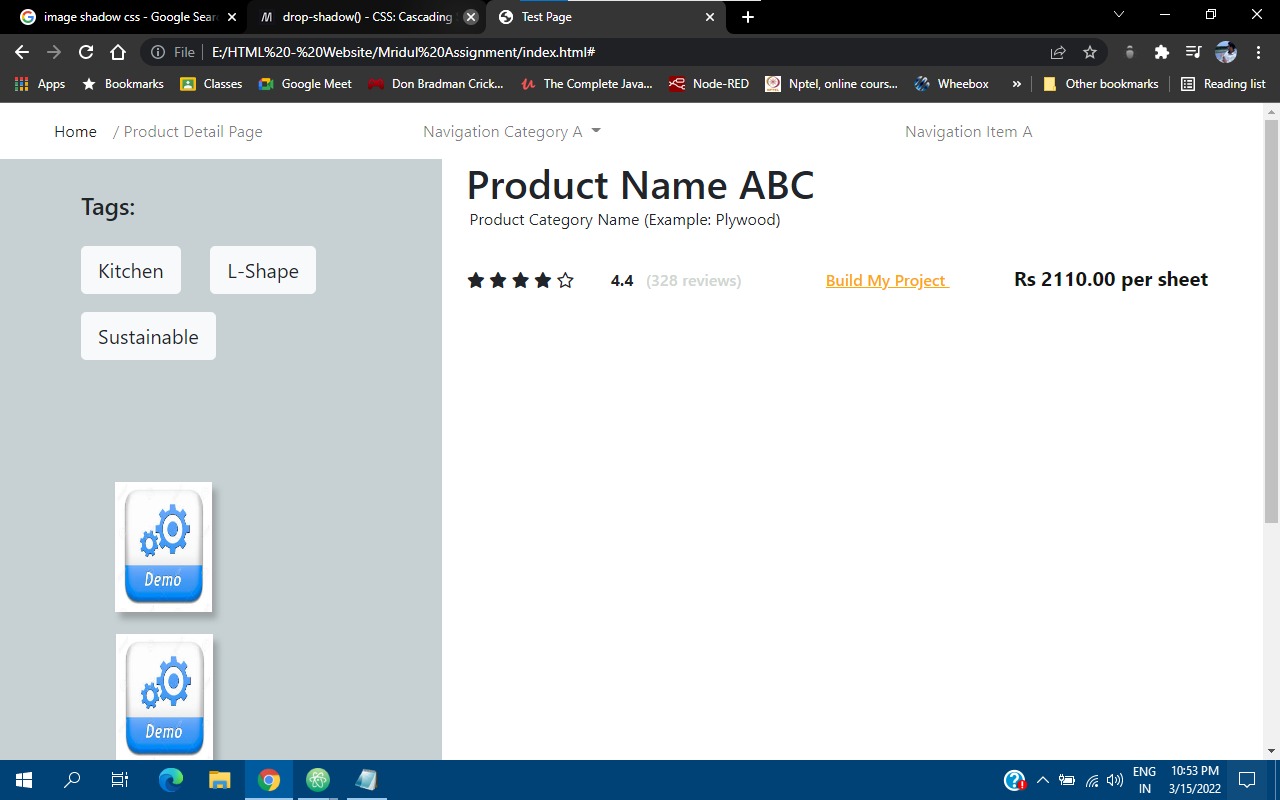 image shadow css - Google Sear
drop-shadow() - CSS: Cascading
Test Page
File
E:/HTML%20-%20Website/Mridul%20Assignment/index.html#
Apps
Bookmarks
Classes
Google Meet
Don Bradman Crick...
The Complete Java...
Node-RED
Nptel, online cours...
Wheebox
»
Other bookmarks
Reading list
Home / Product Detail Page
Navigation Category A
Navigation Item A
Tags:
Kitchen
L-Shape
Sustainable
Demo
Demo
Product Name ABC
Product Category Name (Example: Plywood)
4.4 (328 reviews)
Build My Project
Rs 2110.00 per sheet
ENG
IN
10:53 PM
3/15/2022